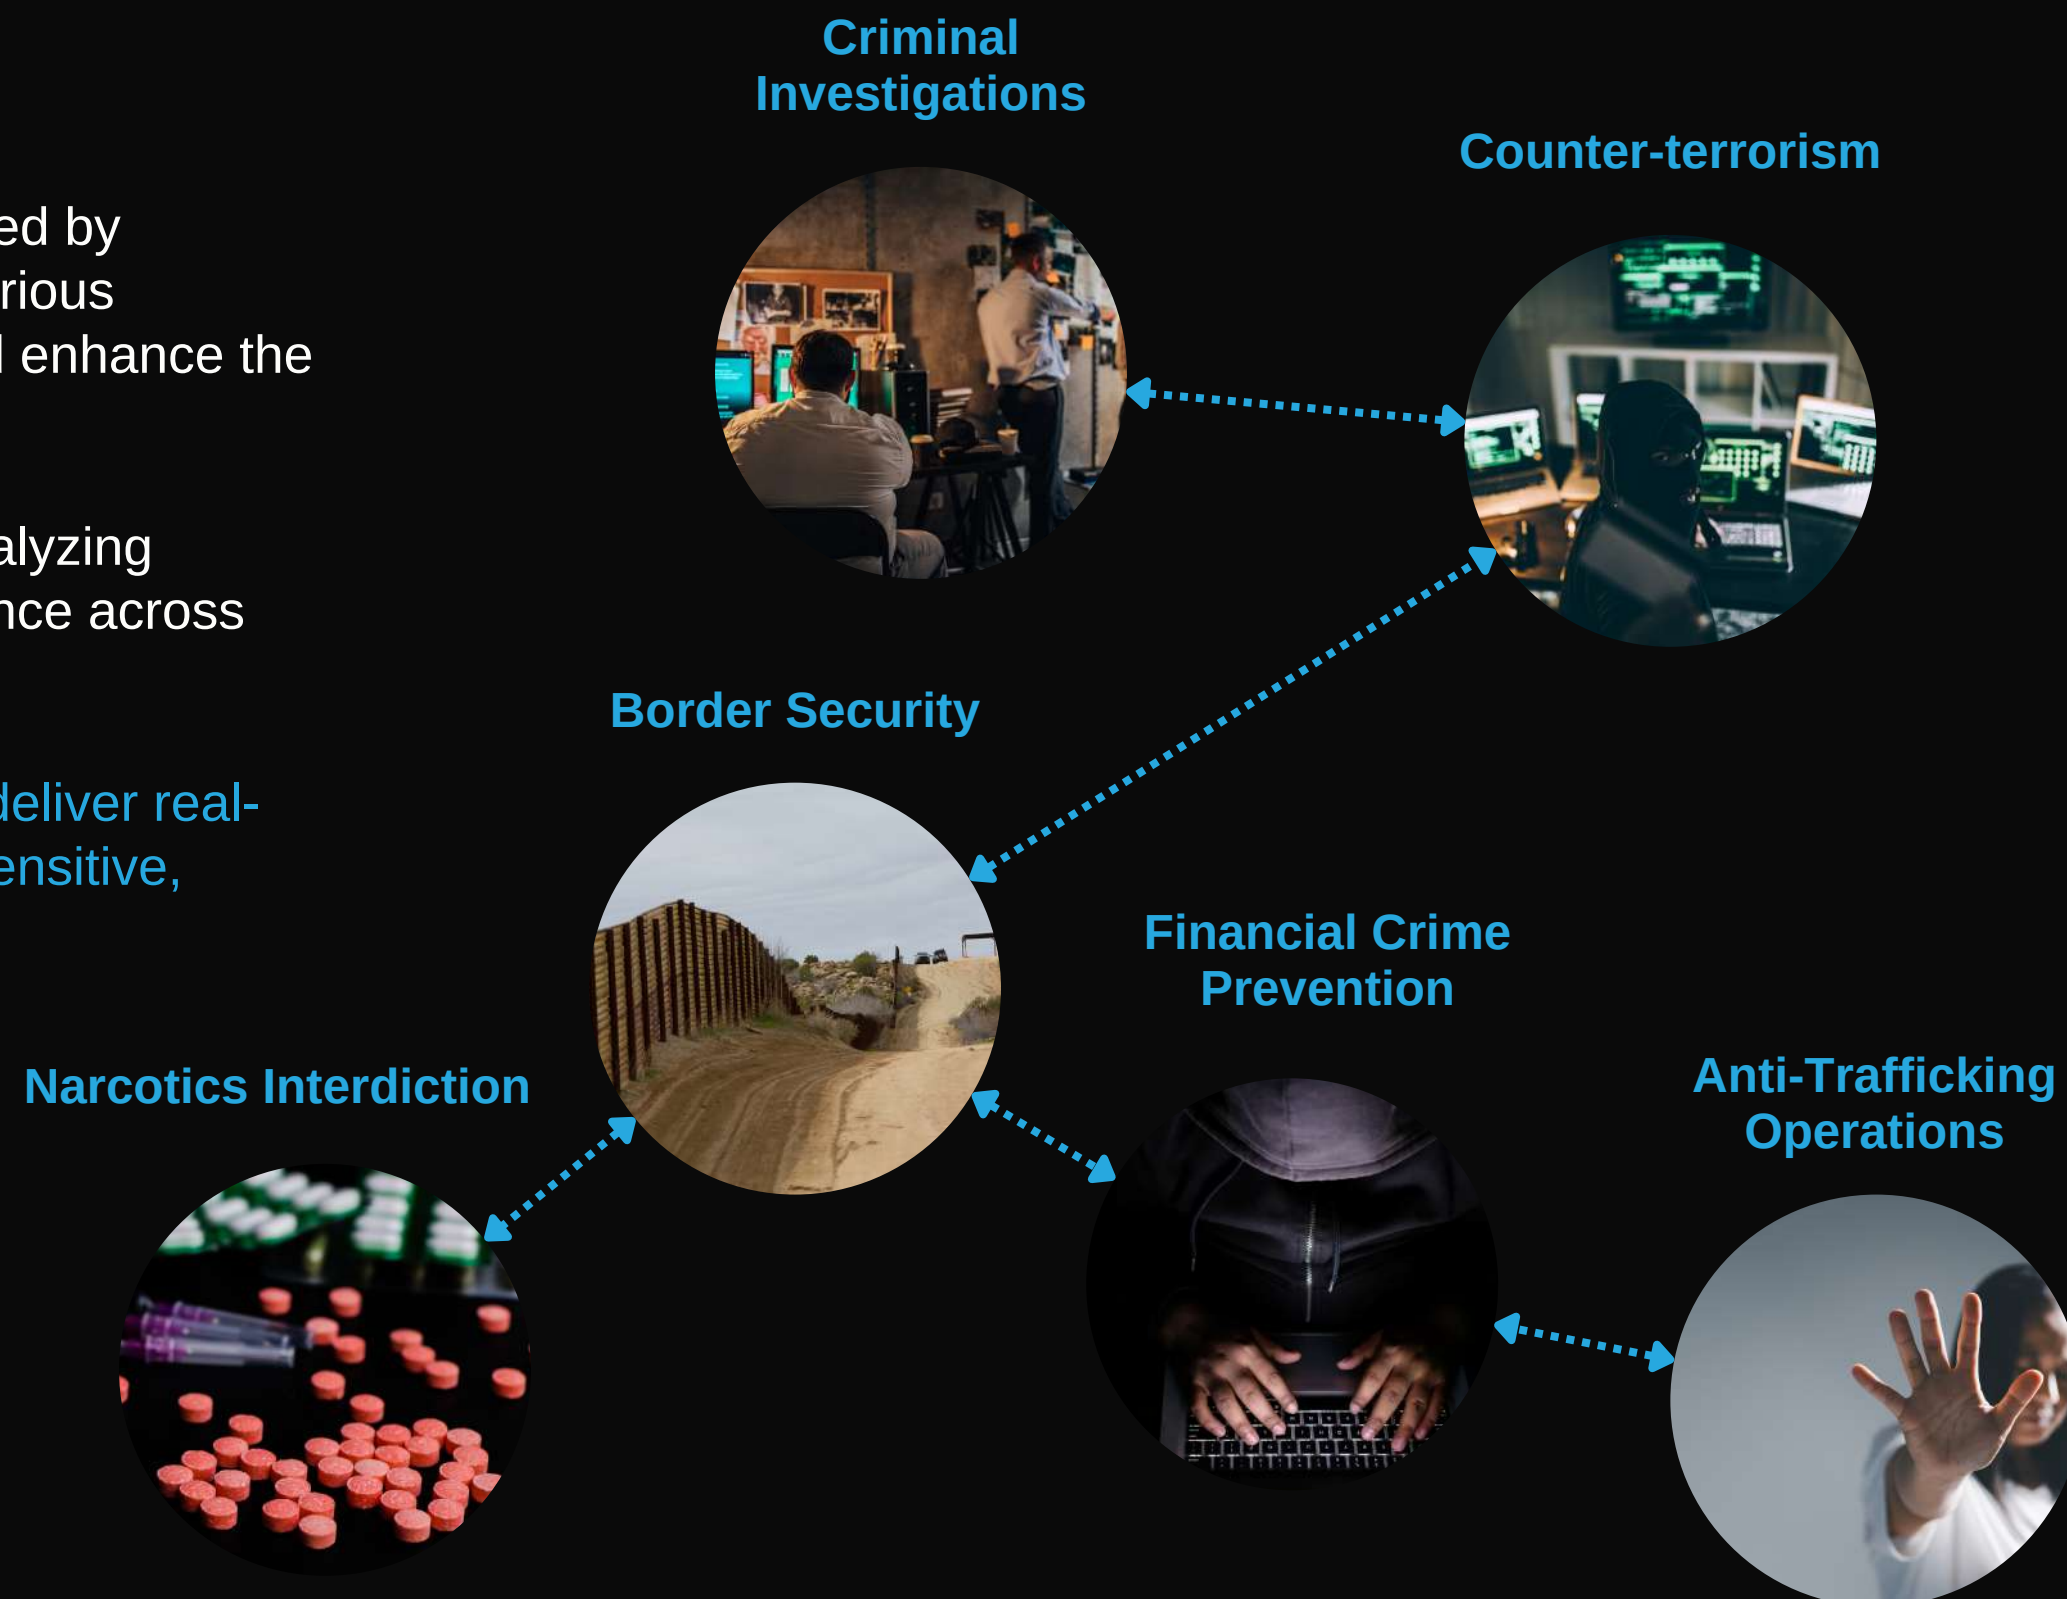 Criminal
Investigations
Counter-terrorism
ed by
rious
enhance the
alyzing
nce across
Border Security
deliver real-
ensitive,
Financial Crime
Prevention
Narcotics Interdiction
Anti-Trafficking
Operations